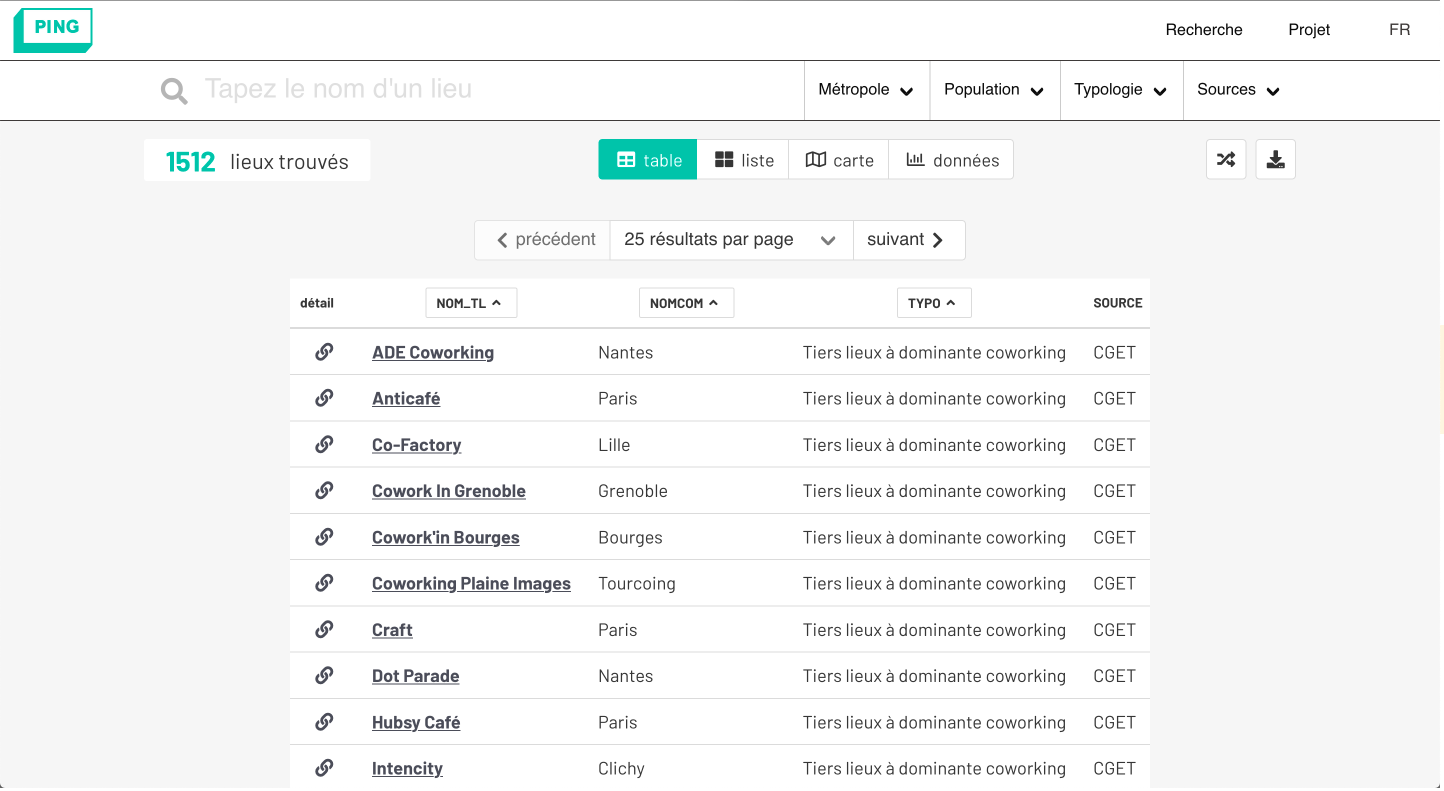 PING
Recherche Projet FR
Tapez le nom d'un lieu Métropole Population Typologie Sources
1512 lieux trouvés table liste carte données
précédent 25 résultats par page suivant
détail NOM_TL NOMCOM TYPO SOURCE
ADE Coworking Nantes Tiers lieux à dominante coworking CGET
Anticafé Paris Tiers lieux à dominante coworking CGET
Co-Factory Lille Tiers lieux à dominante coworking CGET
Cowork In Grenoble Grenoble Tiers lieux à dominante coworking CGET
Cowork'in Bourges Bourges Tiers lieux à dominante coworking CGET
Coworking Plaine Images Tourcoing Tiers lieux à dominante coworking CGET
Craft Paris Tiers lieux à dominante coworking CGET
Dot Parade Nantes Tiers lieux à dominante coworking CGET
Hubsy Café Paris Tiers lieux à dominante coworking CGET
Intencity Clichy Tiers lieux à dominante coworking CGET